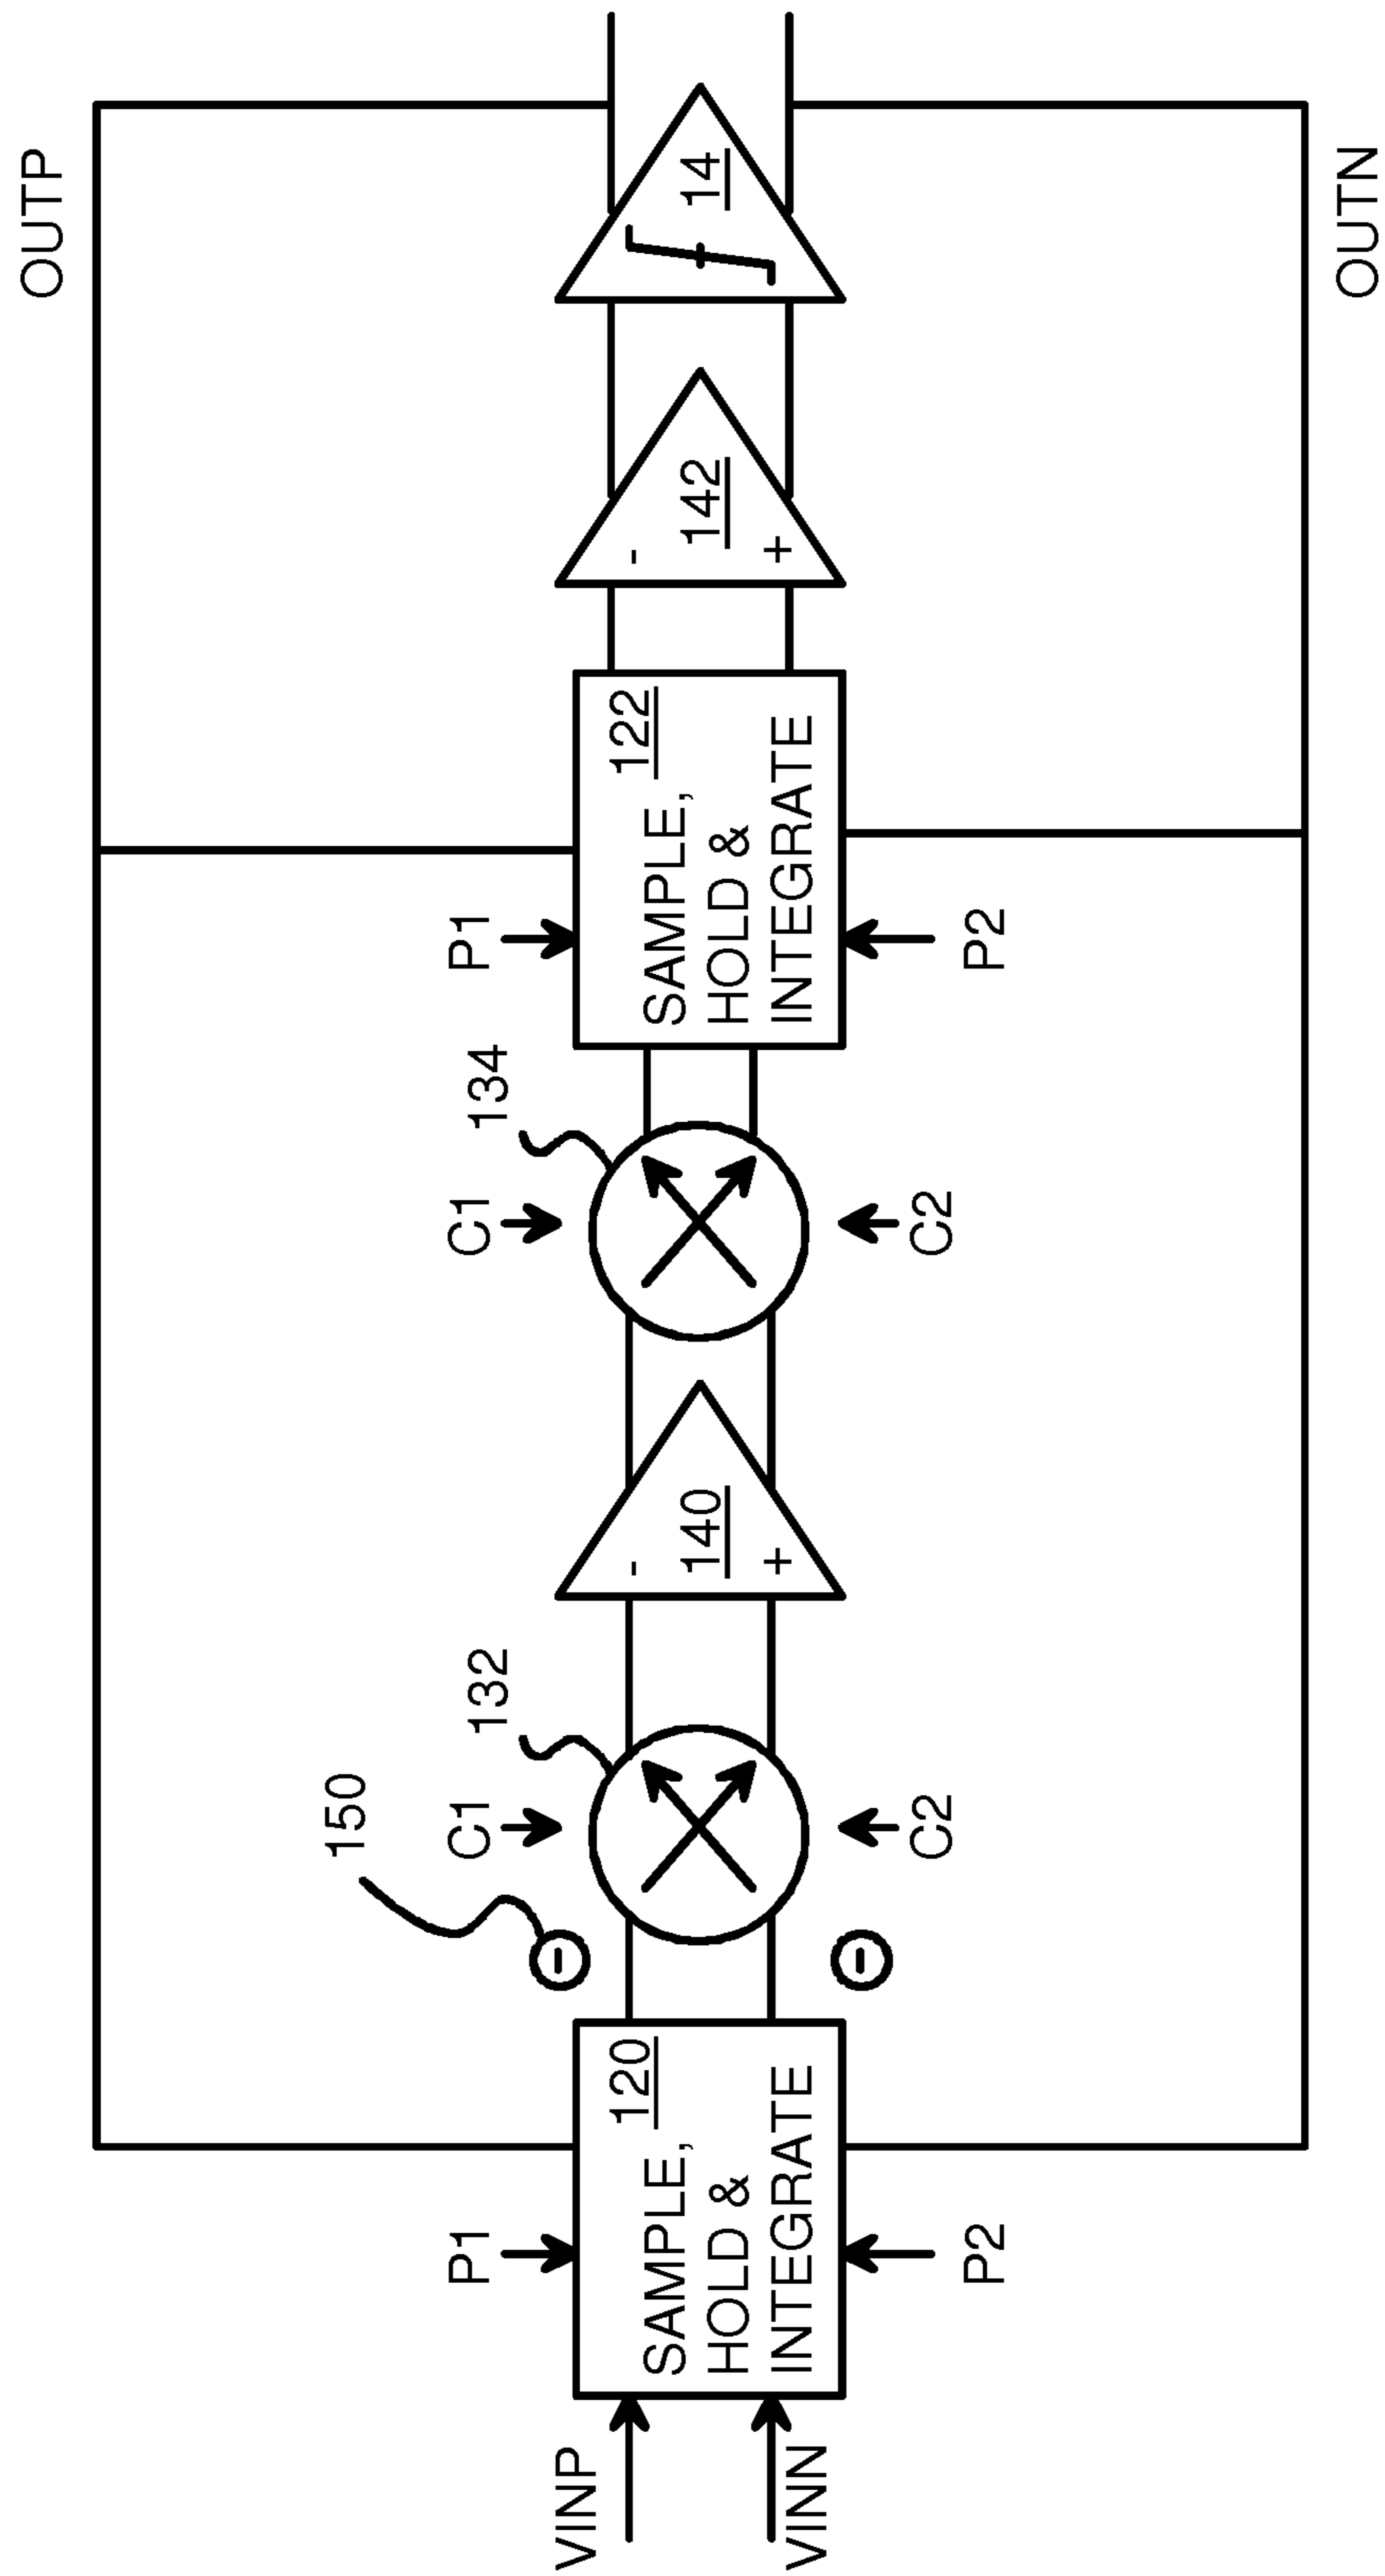 OUTP
VINP
VINN
P1
SAMPLE, 120
HOLD &
INTEGRATE
P2
150
-
-
C1
132
C2
-
140
+
C1
134
C2
P1
SAMPLE, 122
HOLD &
INTEGRATE
P2
-
142
+
14
OUTN